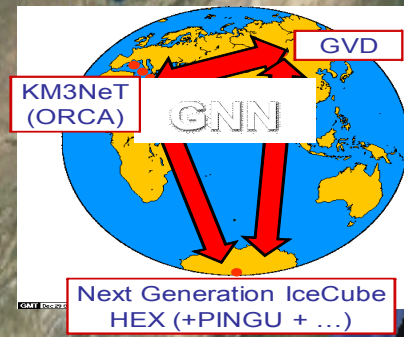 GVD
KM3NeT
(ORCA)
GNN
Next Generation IceCube
HEX (+PINGU + …)
GMT